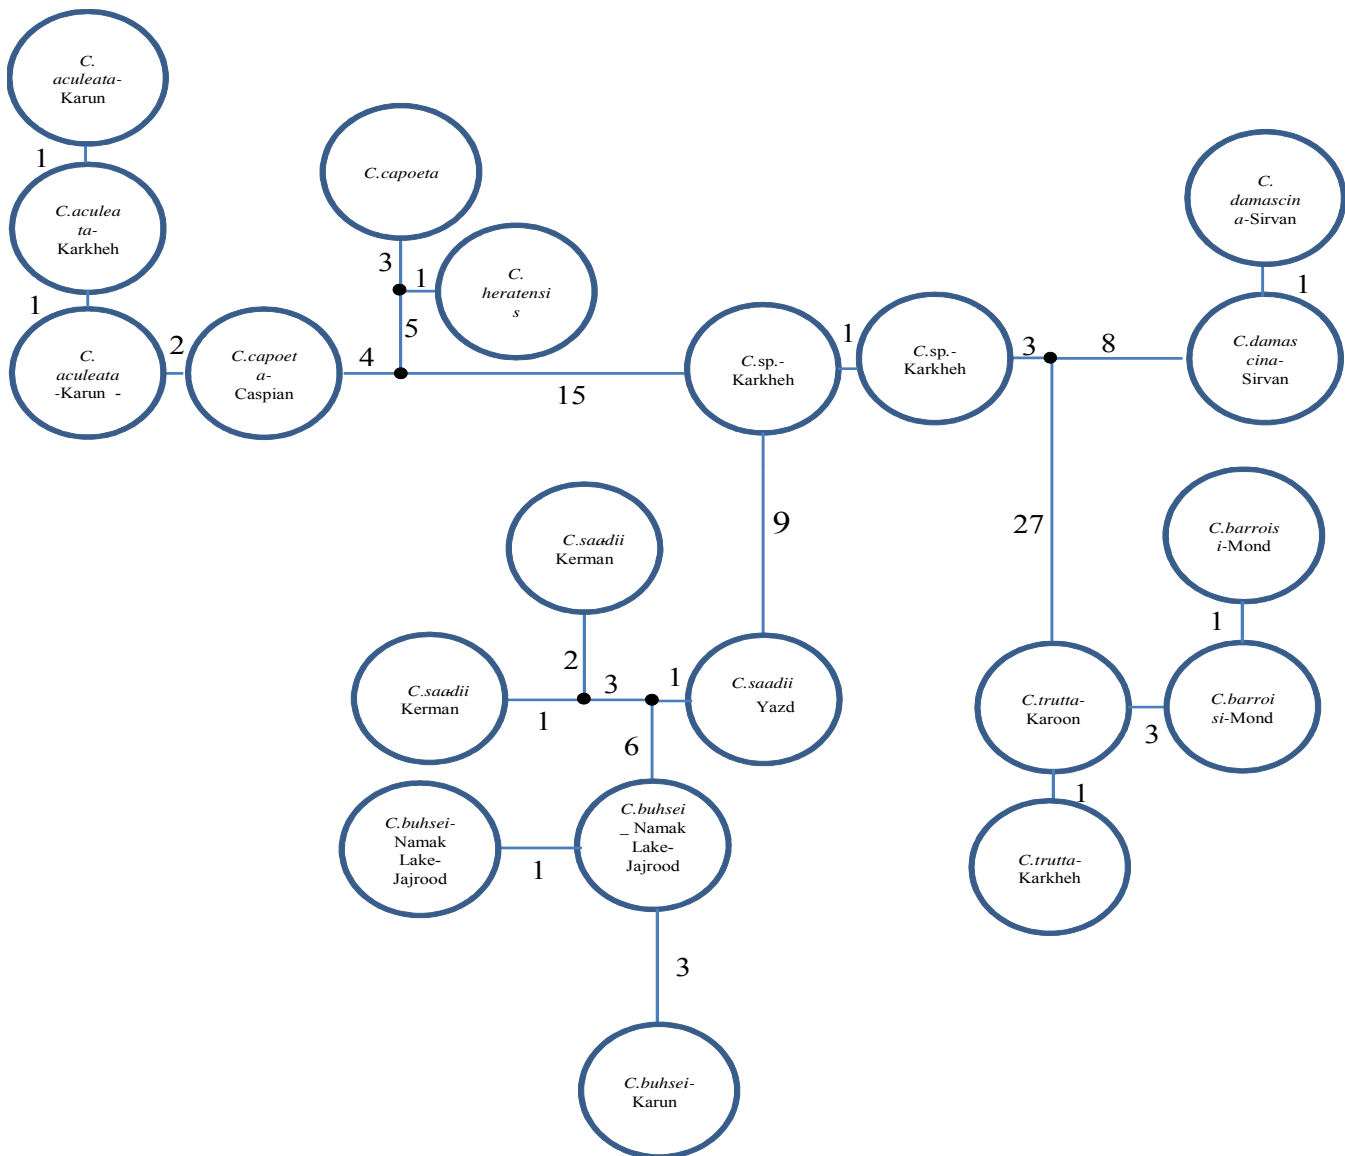 C.
aculeata-
Karun
1
C.aculea
ta-
Karkheh
1
C.
aculeata
-Karun -
2
C.capoet
a-
Caspian
4
C.capoeta
3
1
C.
heratensi
s
5
15
C.sp.-
Karkheh
1
C.sp.-
Karkheh
3
8
C.
damascin
a-Sirvan
1
C.damas
cina-
Sirvan
9
27
C.barrois
i-Mond
1
C.barroi
si-Mond
3
C.trutta-
Karoon
1
C.trutta-
Karkheh
C.saadii
Kerman
2
C.saadii
Kerman
1
3
1
C.saadii
Yazd
6
C.buhsei-
Namak
Lake-
Jajrood
1
C.buhsei
_ Namak
Lake-
Jajrood
3
C.buhsei-
Karun